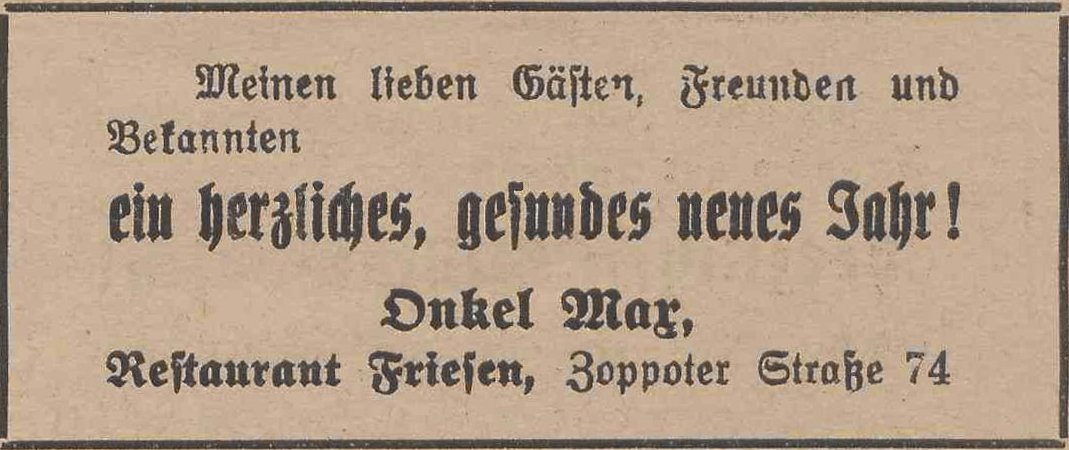 Meinen lieben Gästen, Freunden und
Bekannten
ein herzliches, gesundes neues Jahr!
Onkel Max,
Restaurant Friesen, Zoppoter Straße 74